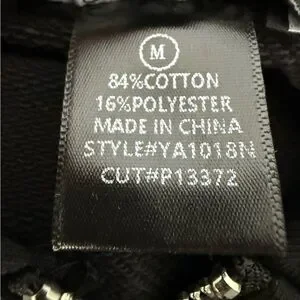 M
84%COTTON
16%POLYESTER
MADE IN CHINA
STYLE#YA1018N
CUT#P13372